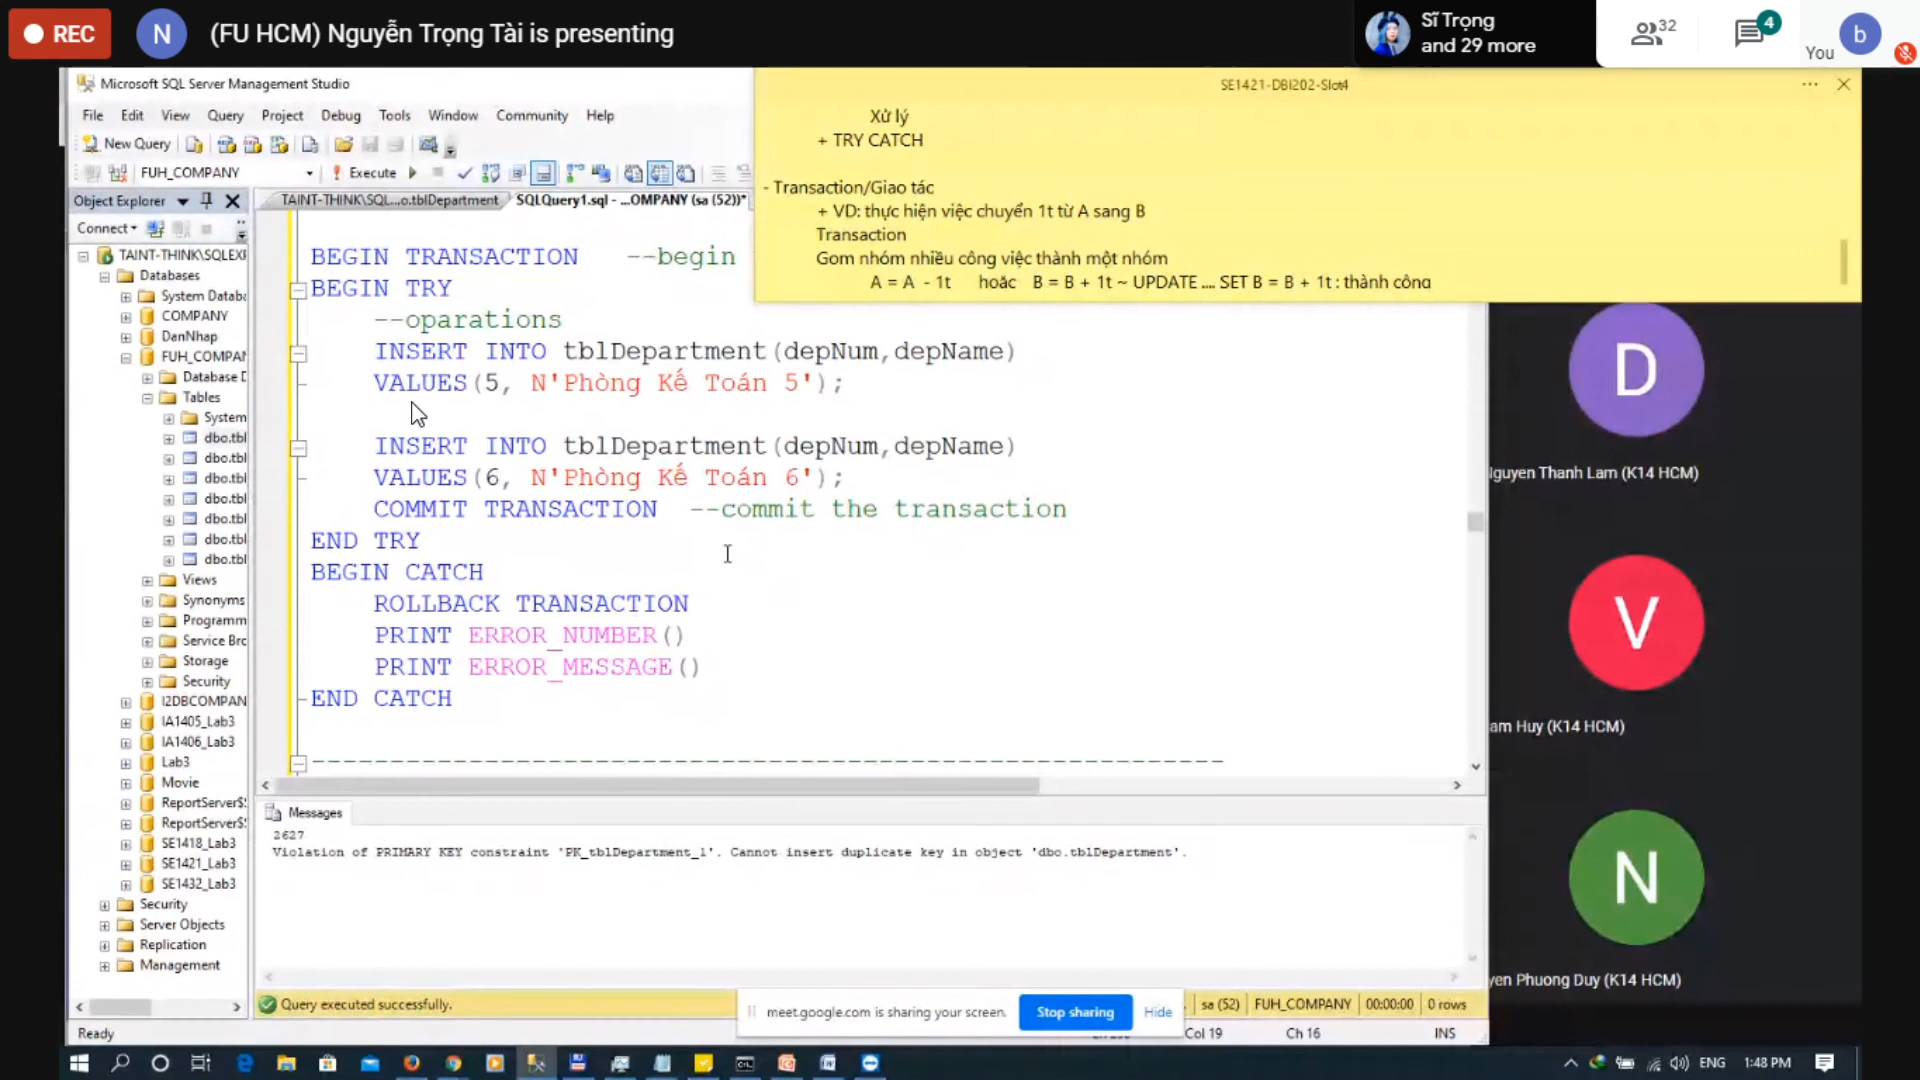 REC
N
(FU HCM) Nguyễn Trọng Tài is presenting
Sĩ Trọng
and 29 more
32
4
You
b
Microsoft SQL Server Management Studio
File Edit View Query Project Debug Tools Window Community Help
New Query
FUH_COMPANY
Execute
SE1421-DBI202-Slot4
Xử lý
+ TRY CATCH
- Transaction/Giao tác
+ VD: thực hiện việc chuyển 1t từ A sang B
Transaction
Gom nhóm nhiều công việc thành một nhóm
A = A - 1t hoặc B = B + 1t ~ UPDATE .... SET B = B + 1t : thành công
Object Explorer
Connect
TAINT-THINK\SQLEXI
Databases
System Databa
COMPANY
DanNhap
FUH_COMPAN
Database D
Tables
System
dbo.tbl
dbo.tbl
dbo.tbl
dbo.tbl
dbo.tbl
dbo.tbl
dbo.tbl
Views
Synonyms
Programm
Service Bro
Storage
Security
I2DBCOMPAN
IA1405_Lab3
IA1406_Lab3
Lab3
Movie
ReportServer$
ReportServer$
SE1418_Lab3
SE1421_Lab3
SE1432_Lab3
Security
Server Objects
Replication
Management
TAINT-THINK\SQL...o.tblDepartment
SQLQuery1.sql - ...OMPANY (sa (52))*
BEGIN TRANSACTION --begin
BEGIN TRY
--oparations
INSERT INTO tblDepartment(depNum,depName)
VALUES(5, N'Phòng Kế Toán 5');
INSERT INTO tblDepartment(depNum,depName)
VALUES(6, N'Phòng Kế Toán 6');
COMMIT TRANSACTION --commit the transaction
END TRY
BEGIN CATCH
ROLLBACK TRANSACTION
PRINT ERROR_NUMBER()
PRINT ERROR_MESSAGE()
END CATCH
Messages
2627
Violation of PRIMARY KEY constraint 'PK_tblDepartment_1'. Cannot insert duplicate key in object 'dbo.tblDepartment'.
Query executed successfully.
sa (52) FUH_COMPANY 00:00:00 0 rows
meet.google.com is sharing your screen. Stop sharing Hide
Ready
Col 19 Ch 16 INS
D
guyen Thanh Lam (K14 HCM)
V
am Huy (K14 HCM)
N
yen Phuong Duy (K14 HCM)
ENG 1:48 PM